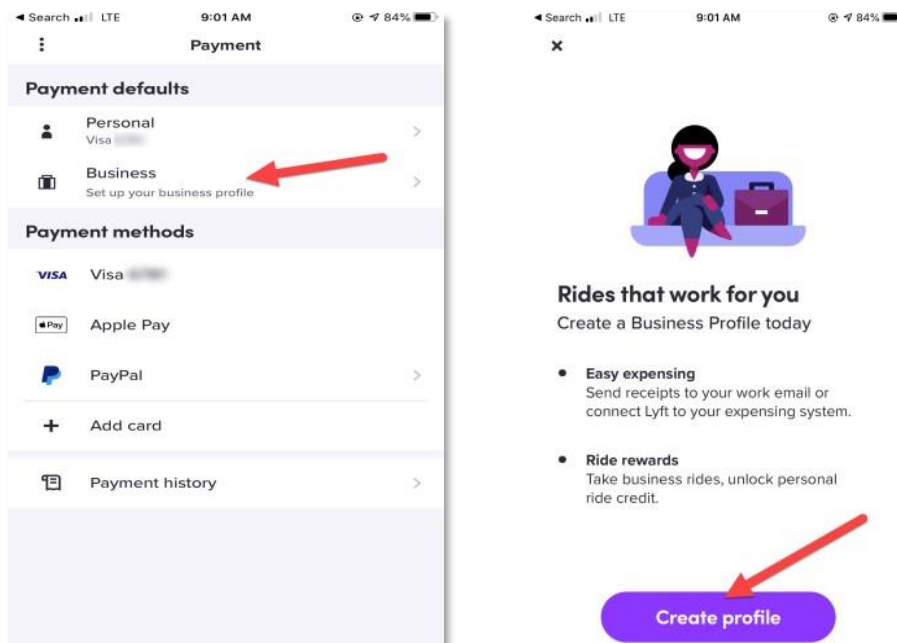 Search LTE 9:01 AM 84%
Payment
Payment defaults
Personal
Visa
Business
Set up your business profile
Payment methods
VISA Visa
Pay Apple Pay
PayPal
Add card
Payment history
Search LTE 9:01 AM 84%
Rides that work for you
Create a Business Profile today
Easy expensing
Send receipts to your work email or
connect Lyft to your expensing system.
Ride rewards
Take business rides, unlock personal
ride credit.
Create profile